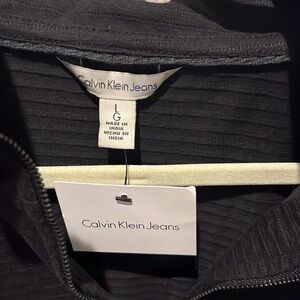 Calvin Klein Jeans
L
G
MADE IN
INDIA
HECHO EN
INDIA
Calvin Klein Jeans